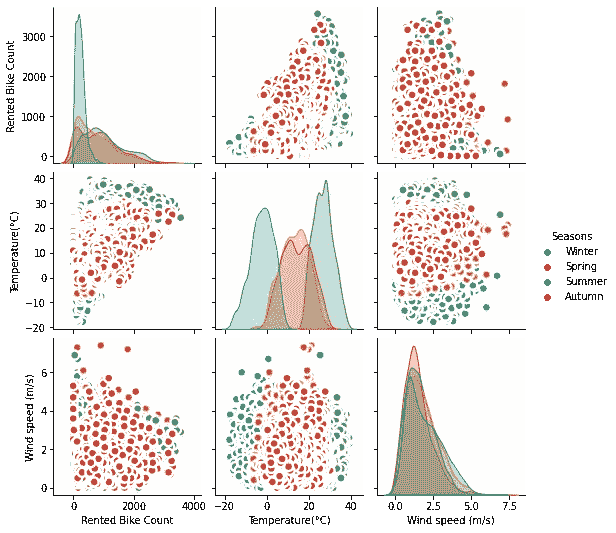 Rented Bike Count
3000
2000
1000
0
Temperature(°C)
40
30
20
10
0
−10
−20
Wind speed (m/s)
6
4
2
0
0
2000
4000
Rented Bike Count
−20
0
20
40
Temperature(°C)
0.0
2.5
5.0
7.5
Wind speed (m/s)
Seasons
Winter
Spring
Summer
Autumn